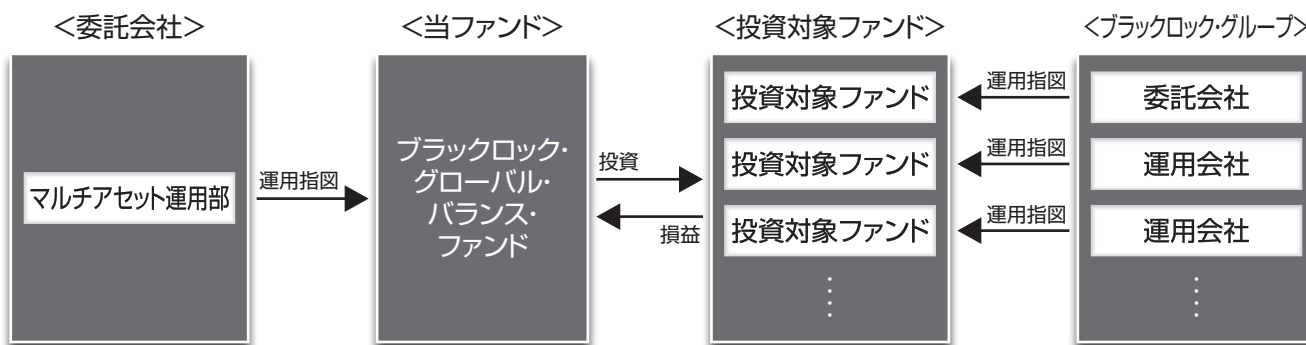 ＜委託会社＞
＜当ファンド＞
＜投資対象ファンド＞
＜ブラックロック・グループ＞
マルチアセット運用部
運用指図
ブラックロック・
グローバル・
バランス・
ファンド
投資
損益
投資対象ファンド
投資対象ファンド
投資対象ファンド
⋮
運用指図
運用指図
運用指図
委託会社
運用会社
運用会社
⋮